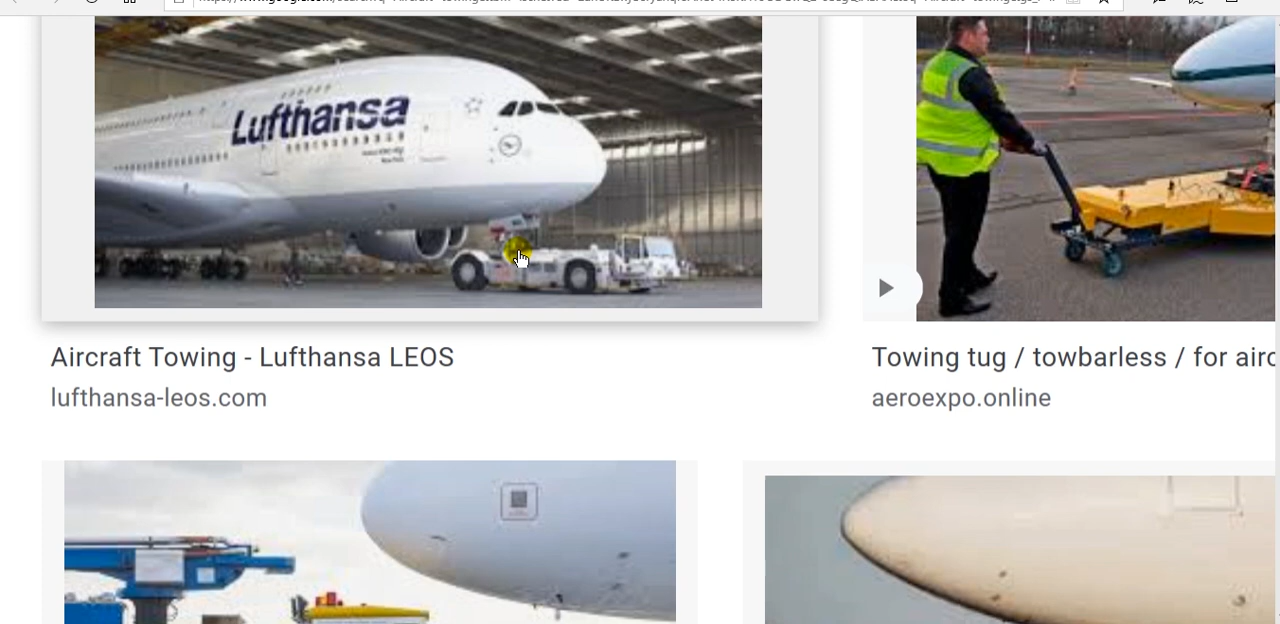 Lufthansa
Aircraft Towing - Lufthansa LEOS
lufthansa-leos.com
Towing tug / towbarless / for airc
aeroexpo.online